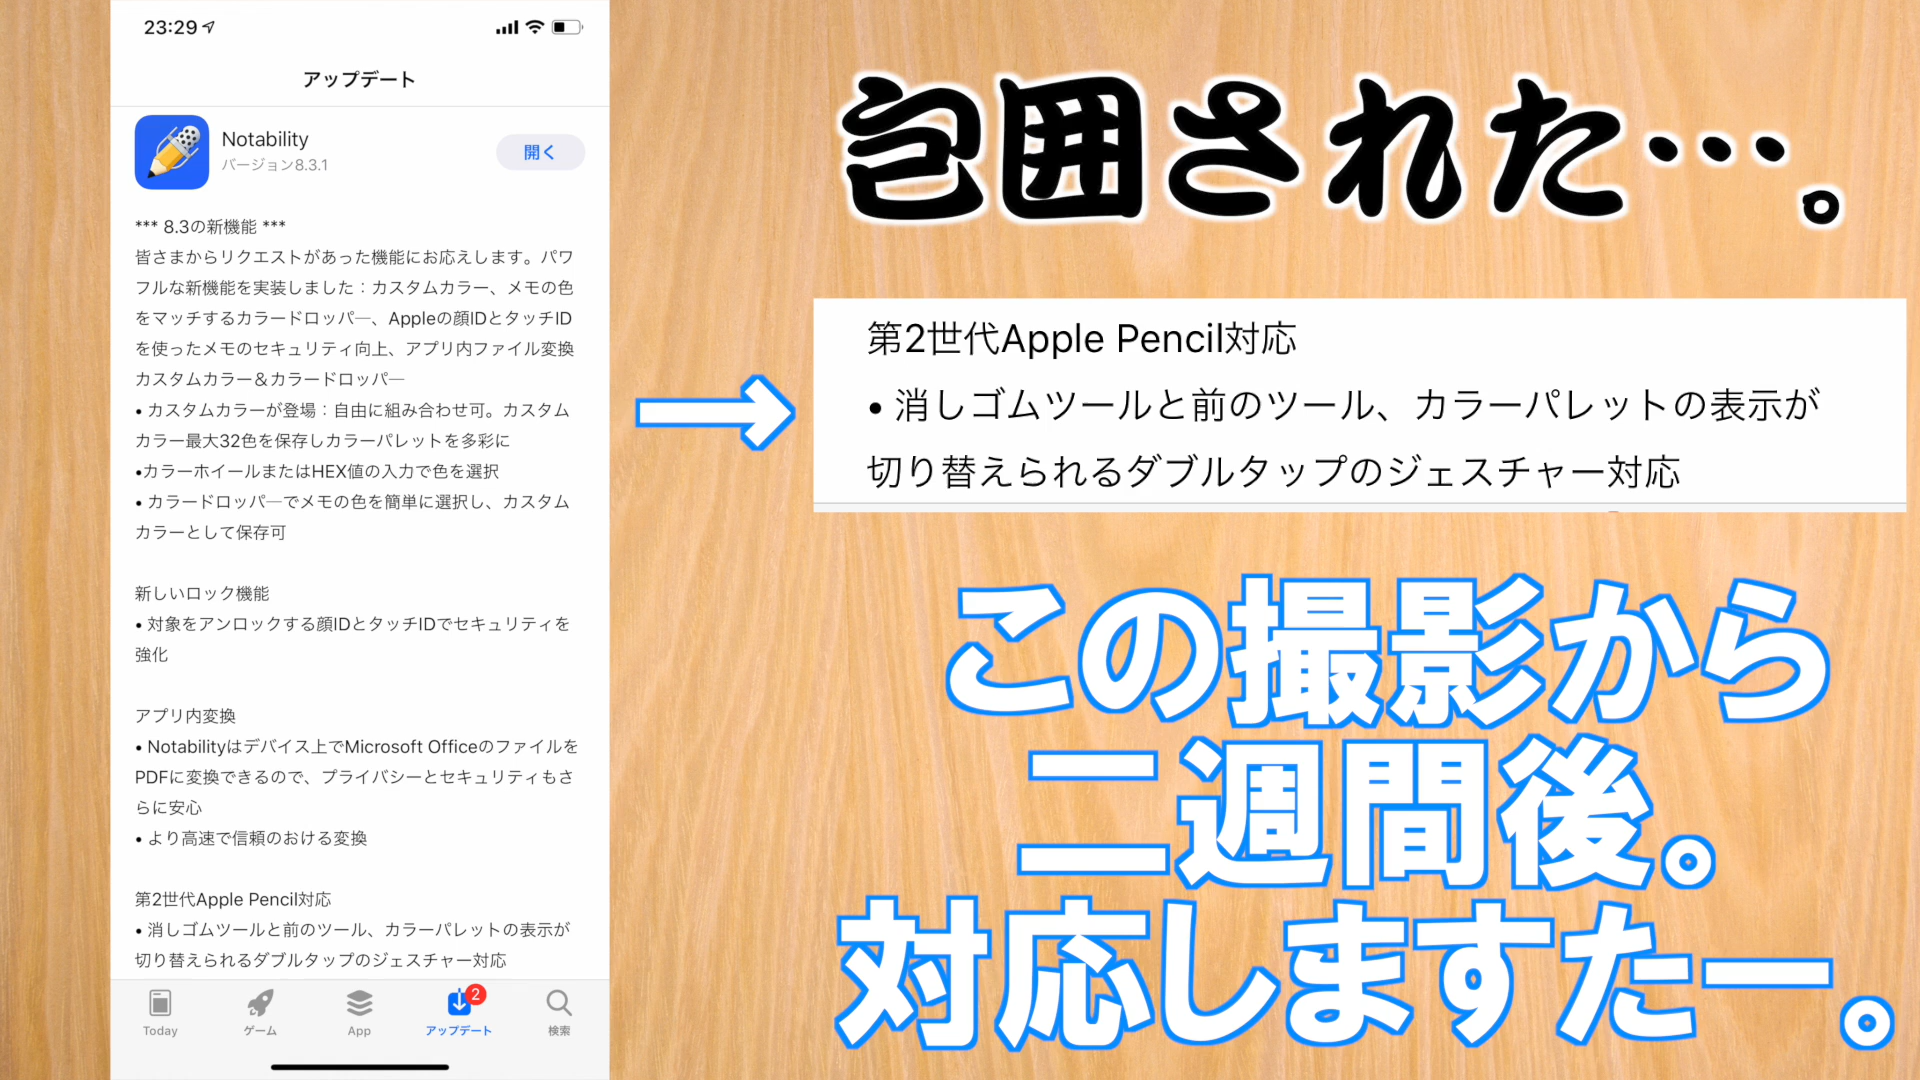 23:29
アップデート
Notability
バージョン8.3.1
開く
*** 8.3の新機能 ***
皆さまからリクエストがあった機能にお応えします。パワ
フルな新機能を実装しました：カスタムカラー、メモの色
をマッチするカラードロッパ―、Appleの顔IDとタッチID
を使ったメモのセキュリティ向上、アプリ内ファイル変換
カスタムカラー＆カラードロッパ―
• カスタムカラーが登場：自由に組み合わせ可。カスタム
カラー最大32色を保存しカラーパレットを多彩に
•カラーホイールまたはHEX値の入力で色を選択
• カラードロッパ―でメモの色を簡単に選択し、カスタム
カラーとして保存可
新しいロック機能
• 対象をアンロックする顔IDとタッチIDでセキュリティを
強化
アプリ内変換
• Notabilityはデバイス上でMicrosoft Officeのファイルを
PDFに変換できるので、プライバシーとセキュリティもさ
らに安心
• より高速で信頼のおける変換
第2世代Apple Pencil対応
• 消しゴムツールと前のツール、カラーパレットの表示が
切り替えられるダブルタップのジェスチャー対応
2
Today
ゲーム
App
アップデート
検索
包囲された…。
第2世代Apple Pencil対応
• 消しゴムツールと前のツール、カラーパレットの表示が
切り替えられるダブルタップのジェスチャー対応
この撮影から
二週間後。
対応しますたー。